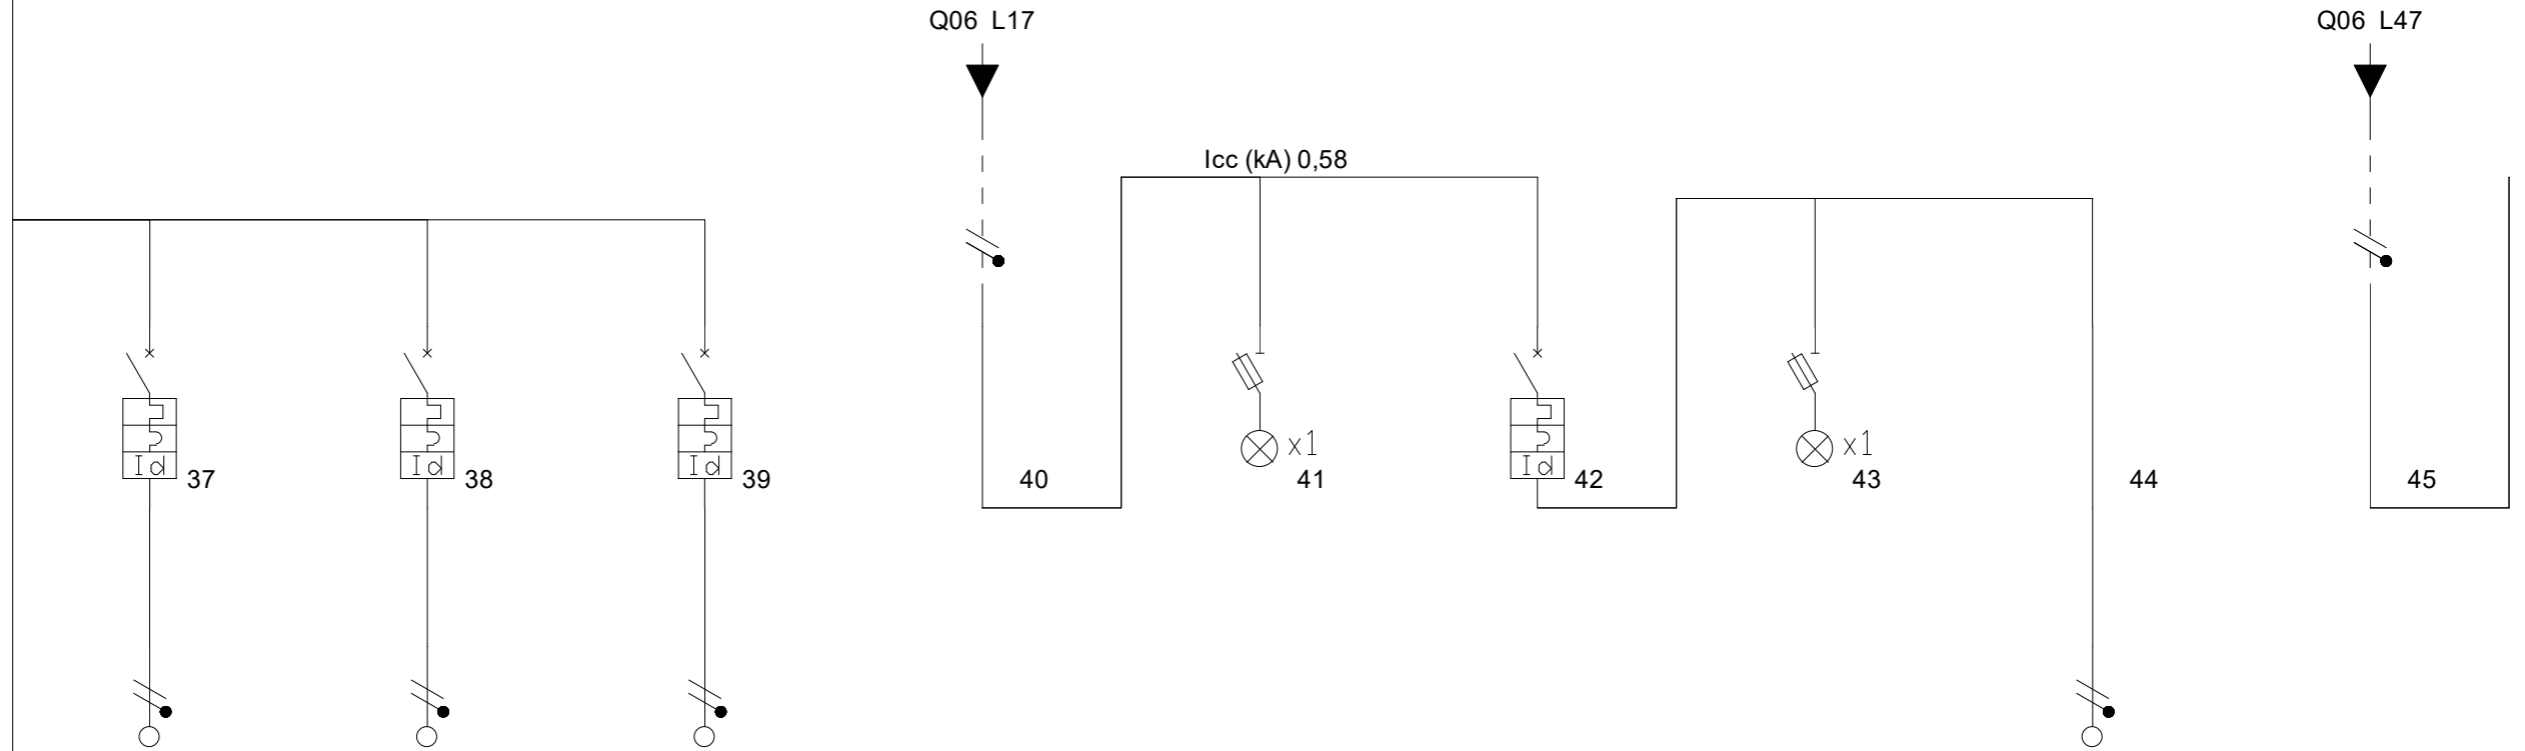 Q06 L17
Q06 L47
Icc (kA) 0,58
x1
x1
Id
Id
Id
Id
37
38
39
40
41
42
43
44
45